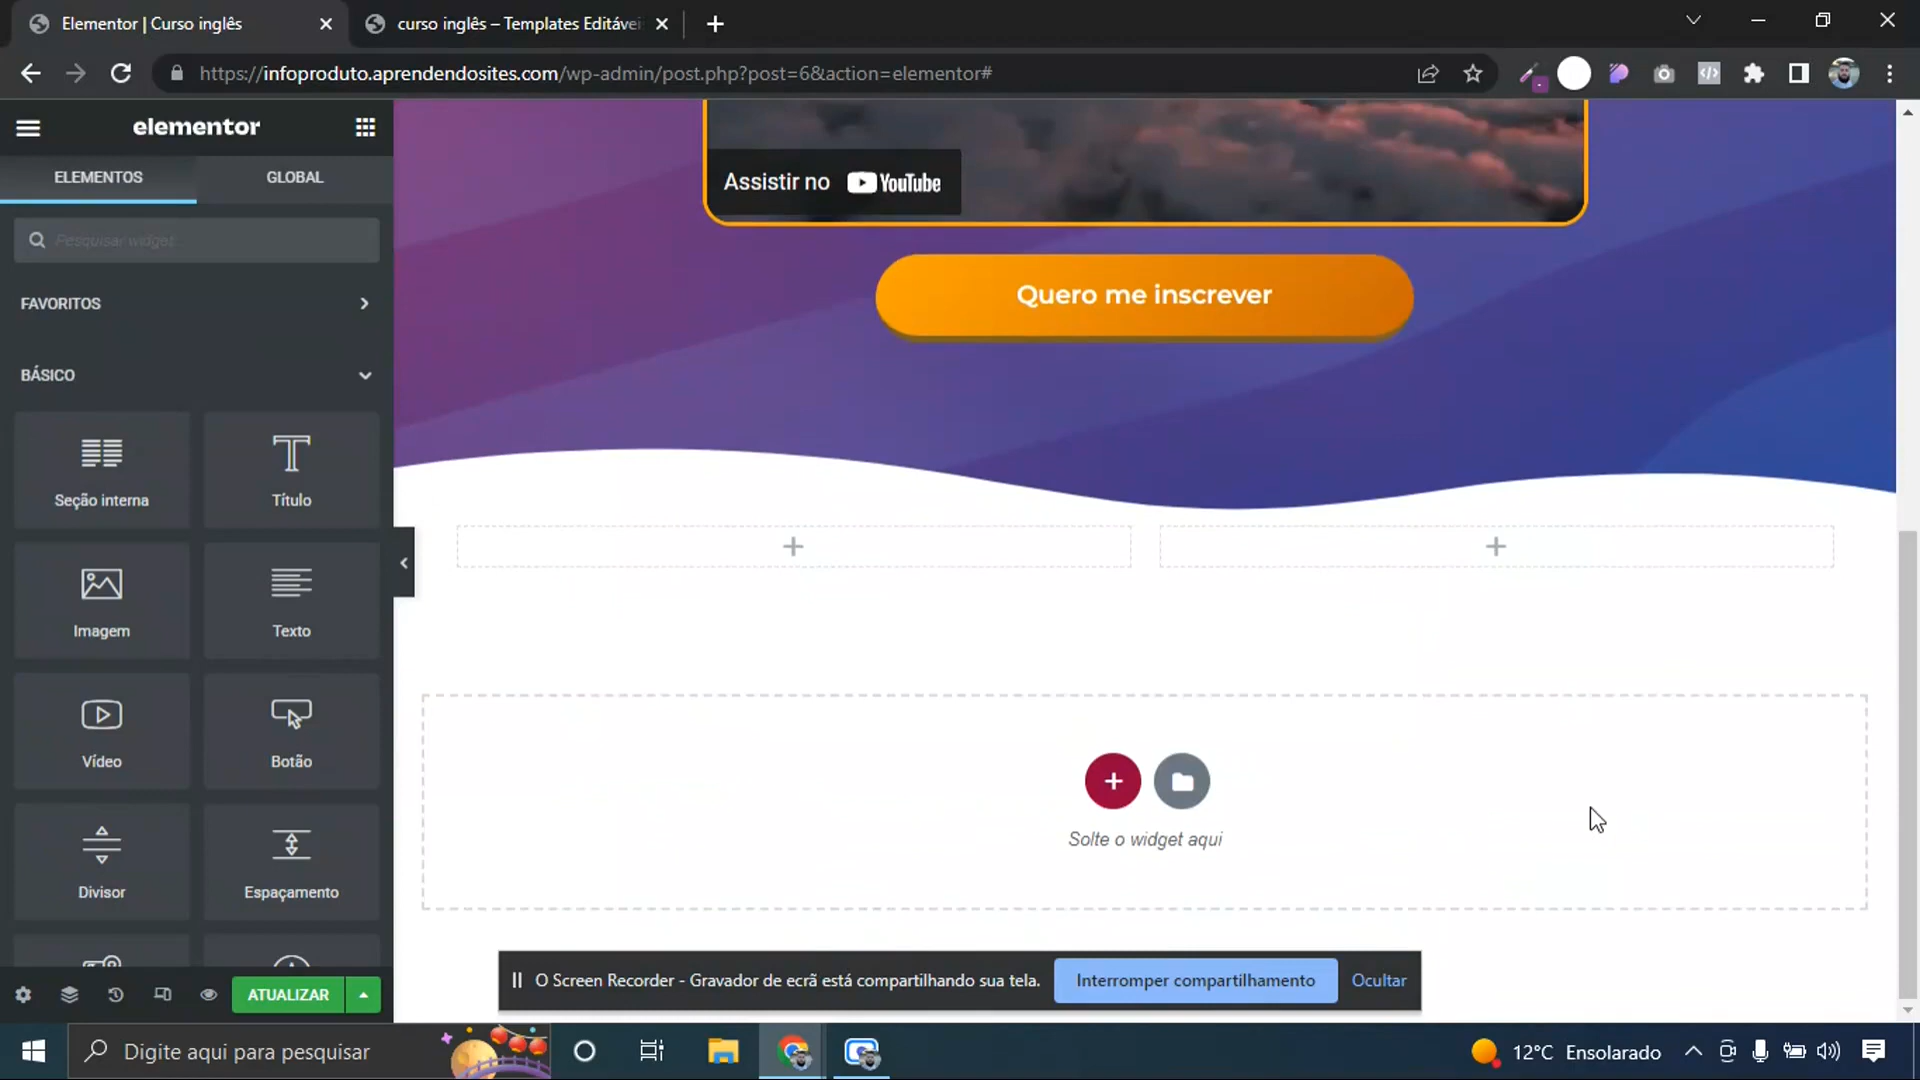 Elementor | Curso inglês
curso inglês – Templates Editávei
https://infoproduto.aprendendosites.com/wp-admin/post.php?post=6&action=elementor#
elementor
ELEMENTOS
GLOBAL
Pesquisar widget...
FAVORITOS
BÁSICO
Seção interna
Título
Imagem
Texto
Vídeo
Botão
Divisor
Espaçamento
ATUALIZAR
Assistir no YouTube
Quero me inscrever
Solte o widget aqui
O Screen Recorder - Gravador de ecrã está compartilhando sua tela.
Interromper compartilhamento
Ocultar
Digite aqui para pesquisar
12°C Ensolarado